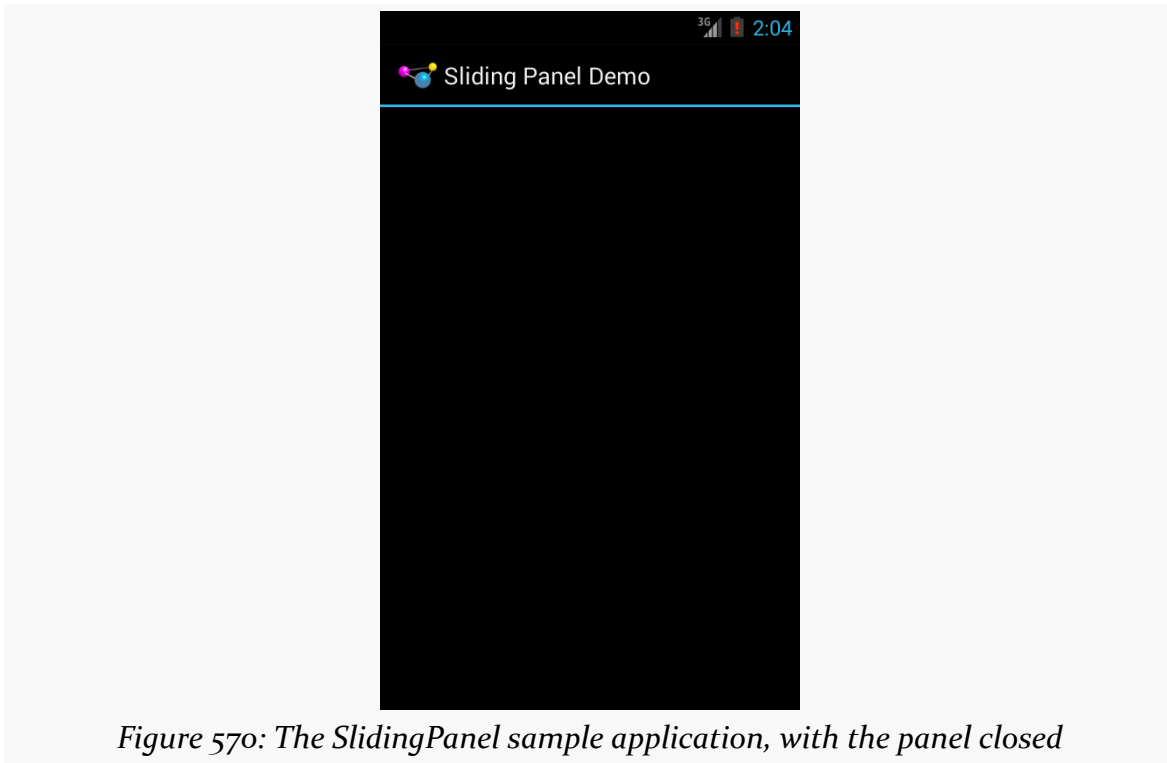 3G 2:04
Sliding Panel Demo
Figure 570: The SlidingPanel sample application, with the panel closed